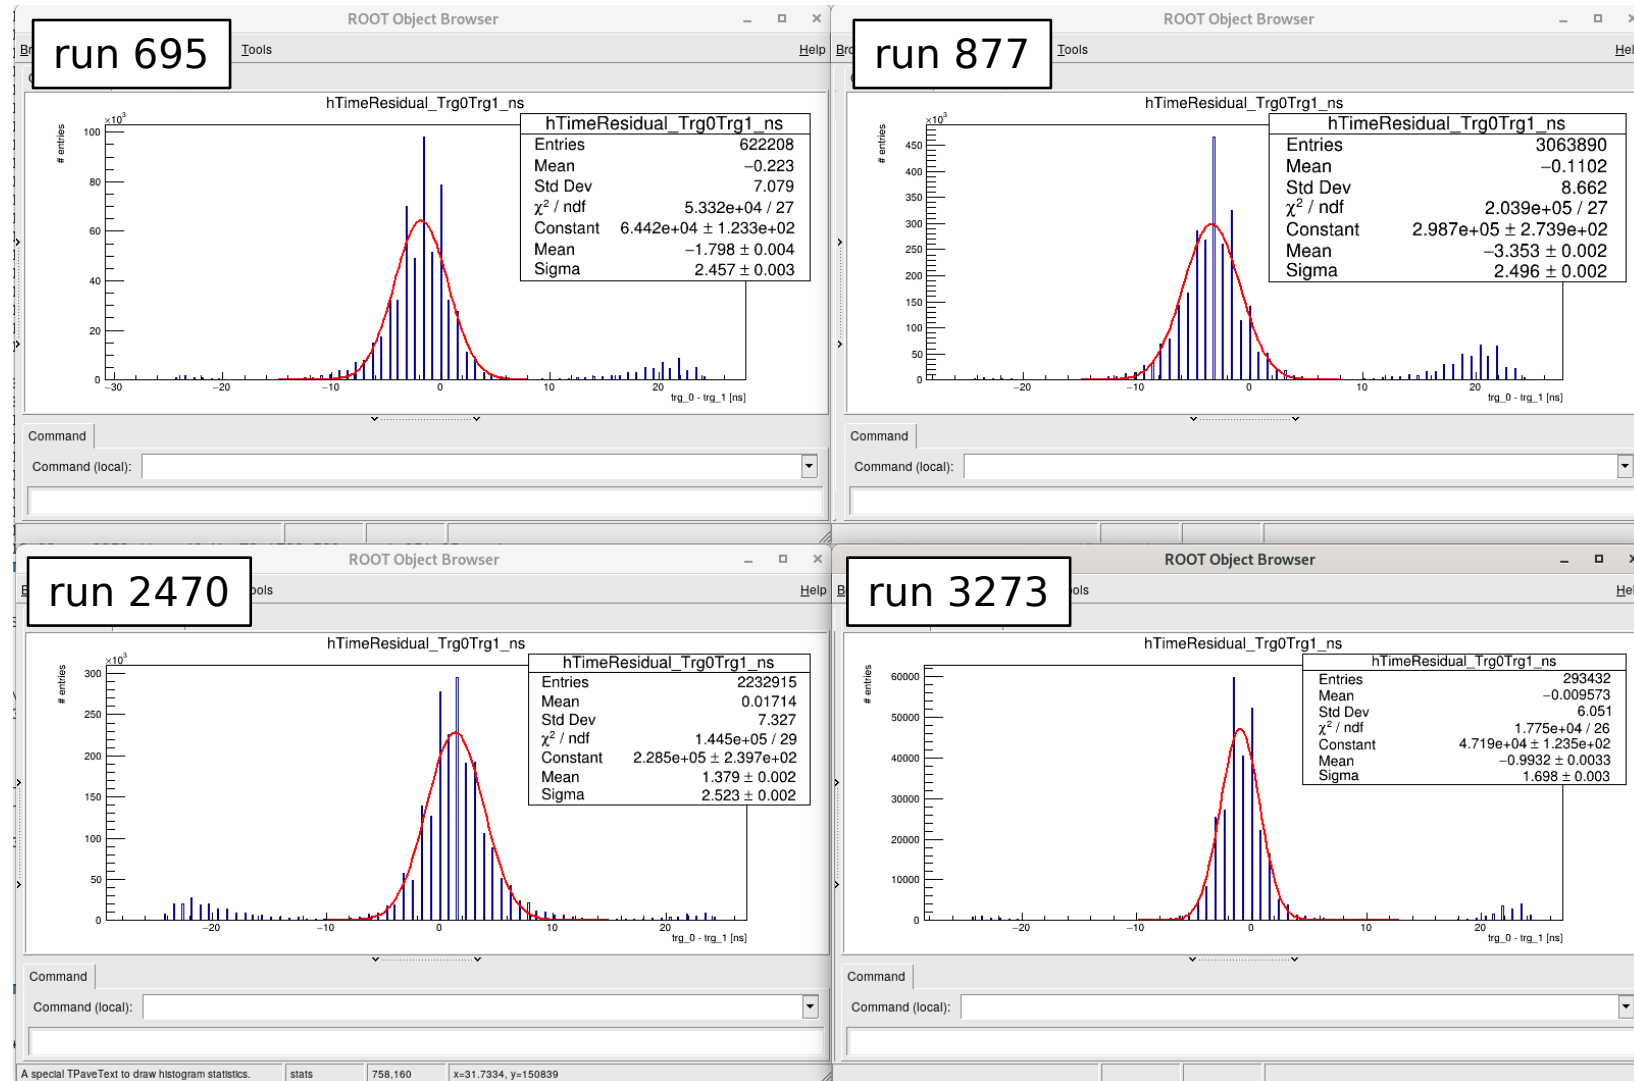 ROOT Object Browser
run 695
Tools
Help
hTimeResidual_Trg0Trg1_ns
×10³
# entries
hTimeResidual_Trg0Trg1_ns
Entries 622208
Mean −0.223
Std Dev 7.079
χ² / ndf 5.332e+04 / 27
Constant 6.442e+04 ± 1.233e+02
Mean −1.798 ± 0.004
Sigma 2.457 ± 0.003
100
80
60
40
20
0
−30 −20 −10 0 10 20
trg_0 - trg_1 [ns]
Command
Command (local):
ROOT Object Browser
run 877
Tools
Hel
hTimeResidual_Trg0Trg1_ns
×10³
# entries
hTimeResidual_Trg0Trg1_ns
Entries 3063890
Mean −0.1102
Std Dev 8.662
χ² / ndf 2.039e+05 / 27
Constant 2.987e+05 ± 2.739e+02
Mean −3.353 ± 0.002
Sigma 2.496 ± 0.002
450
400
350
300
250
200
150
100
50
0
−20 −10 0 10 20
trg_0 - trg_1 [ns]
Command
Command (local):
ROOT Object Browser
run 2470
ools
Help
hTimeResidual_Trg0Trg1_ns
×10³
# entries
hTimeResidual_Trg0Trg1_ns
Entries 2232915
Mean 0.01714
Std Dev 7.327
χ² / ndf 1.445e+05 / 29
Constant 2.285e+05 ± 2.397e+02
Mean 1.379 ± 0.002
Sigma 2.523 ± 0.002
300
250
200
150
100
50
0
−20 −10 0 10 20
trg_0 - trg_1 [ns]
Command
Command (local):
A special TPaveText to draw histogram statistics. stats 758,160 x=31.7334, y=150839
ROOT Object Browser
run 3273
ols
Hel
hTimeResidual_Trg0Trg1_ns
# entries
hTimeResidual_Trg0Trg1_ns
Entries 293432
Mean −0.009573
Std Dev 6.051
χ² / ndf 1.775e+04 / 26
Constant 4.719e+04 ± 1.235e+02
Mean −0.9932 ± 0.0033
Sigma 1.698 ± 0.003
60000
50000
40000
30000
20000
10000
0
−20 −10 0 10 20
trg_0 - trg_1 [ns]
Command
Command (local):